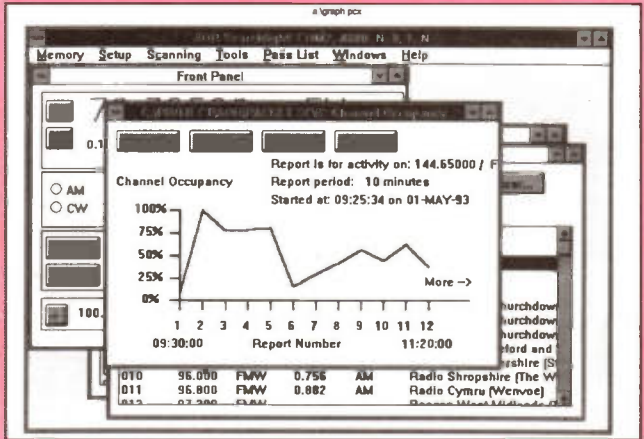 a \graph pcx
Memory Setup Scanning Tools Pass List Windows Help
Front Panel
Channel Occupancy
0.1
Report is for activity on: 144.65000 / F
Channel Occupancy
Report period: 10 minutes
Started at: 09:25:34 on 01-MAY-93
AM
CW
100%
75%
50%
25%
0%
More -->
100.
1 2 3 4 5 6 7 8 9 10 11 12
09:30:00 Report Number 11:20:00
010 96.000 FMW 0.756 AM Radio Shropshire (The W
011 96.800 FMW 0.882 AM Radio Cymru (Wenvoe)